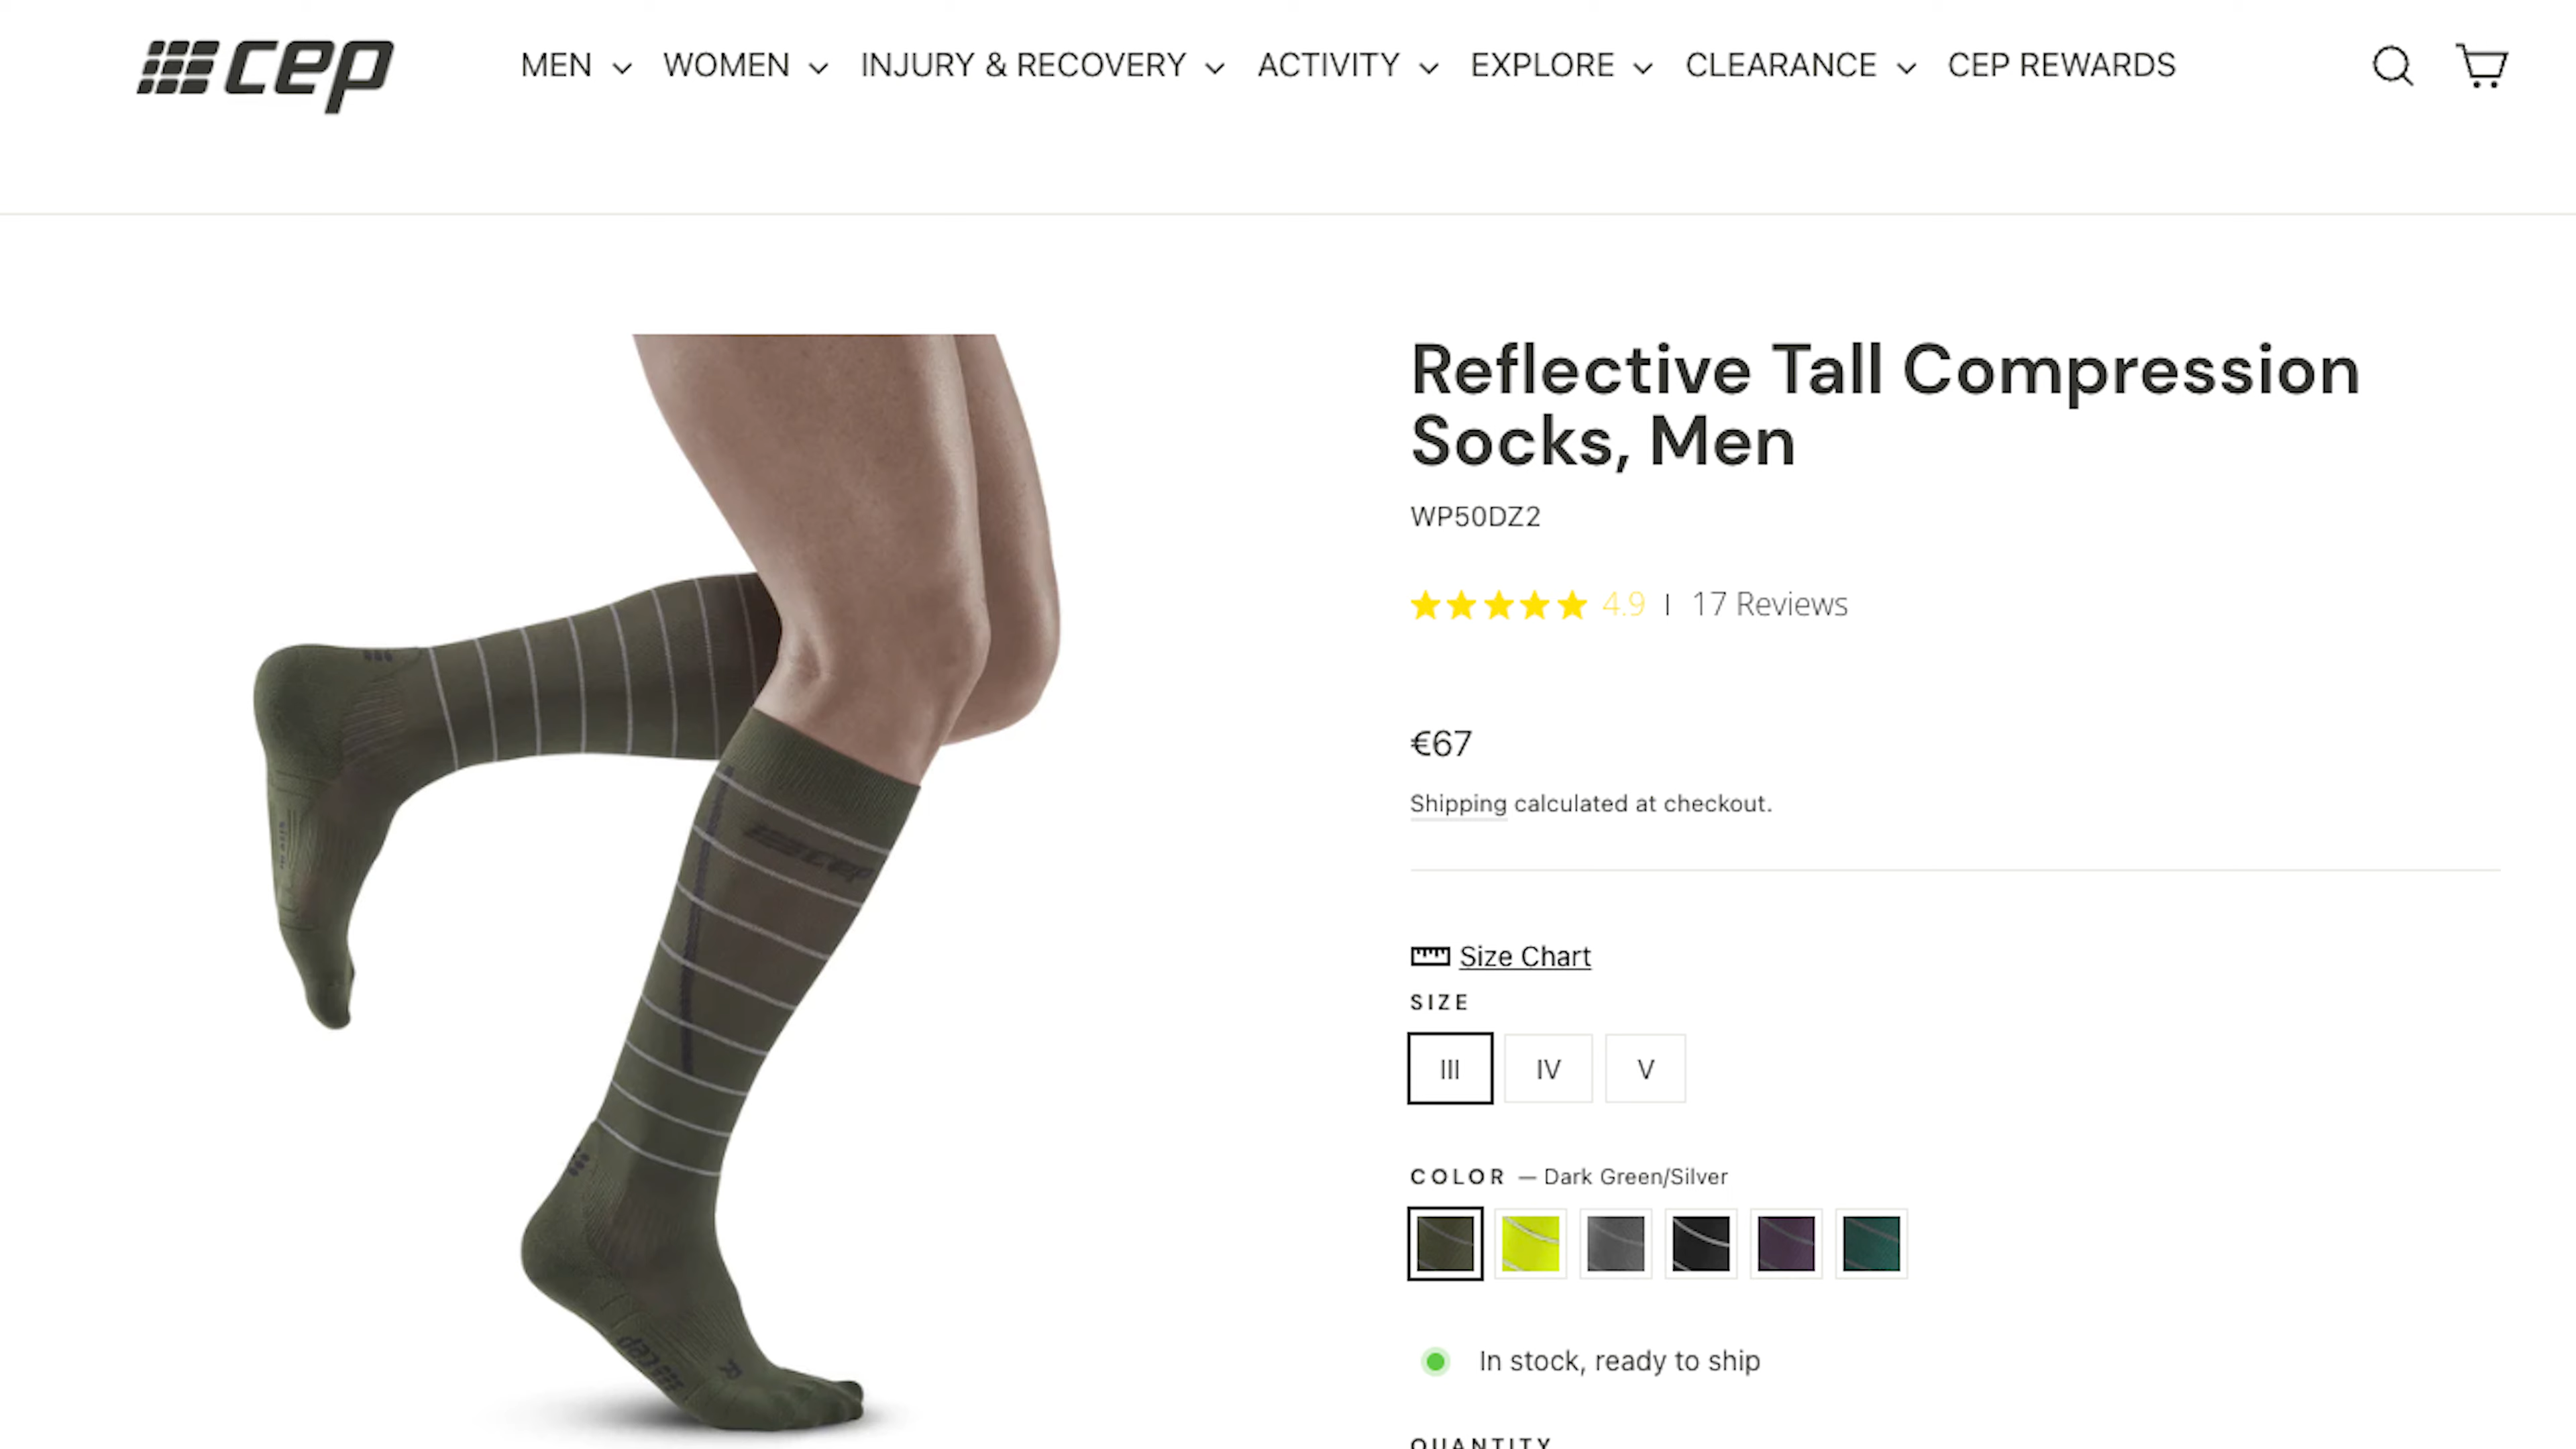 cep
MEN
WOMEN
INJURY & RECOVERY
ACTIVITY
EXPLORE
CLEARANCE
CEP REWARDS
Reflective Tall Compression
Socks, Men
WP50DZ2
4.9 | 17 Reviews
€67
Shipping calculated at checkout.
Size Chart
SIZE
III
IV
V
COLOR — Dark Green/Silver
In stock, ready to ship
QUANTITY
cep
cep
R